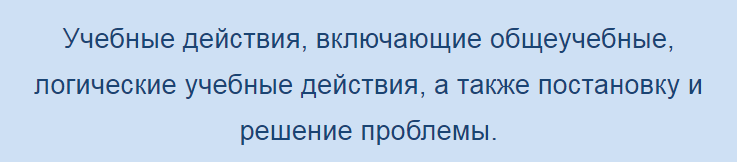 Учебные действия, включающие общеучебные,
логические учебные действия, а также постановку и
решение проблемы.